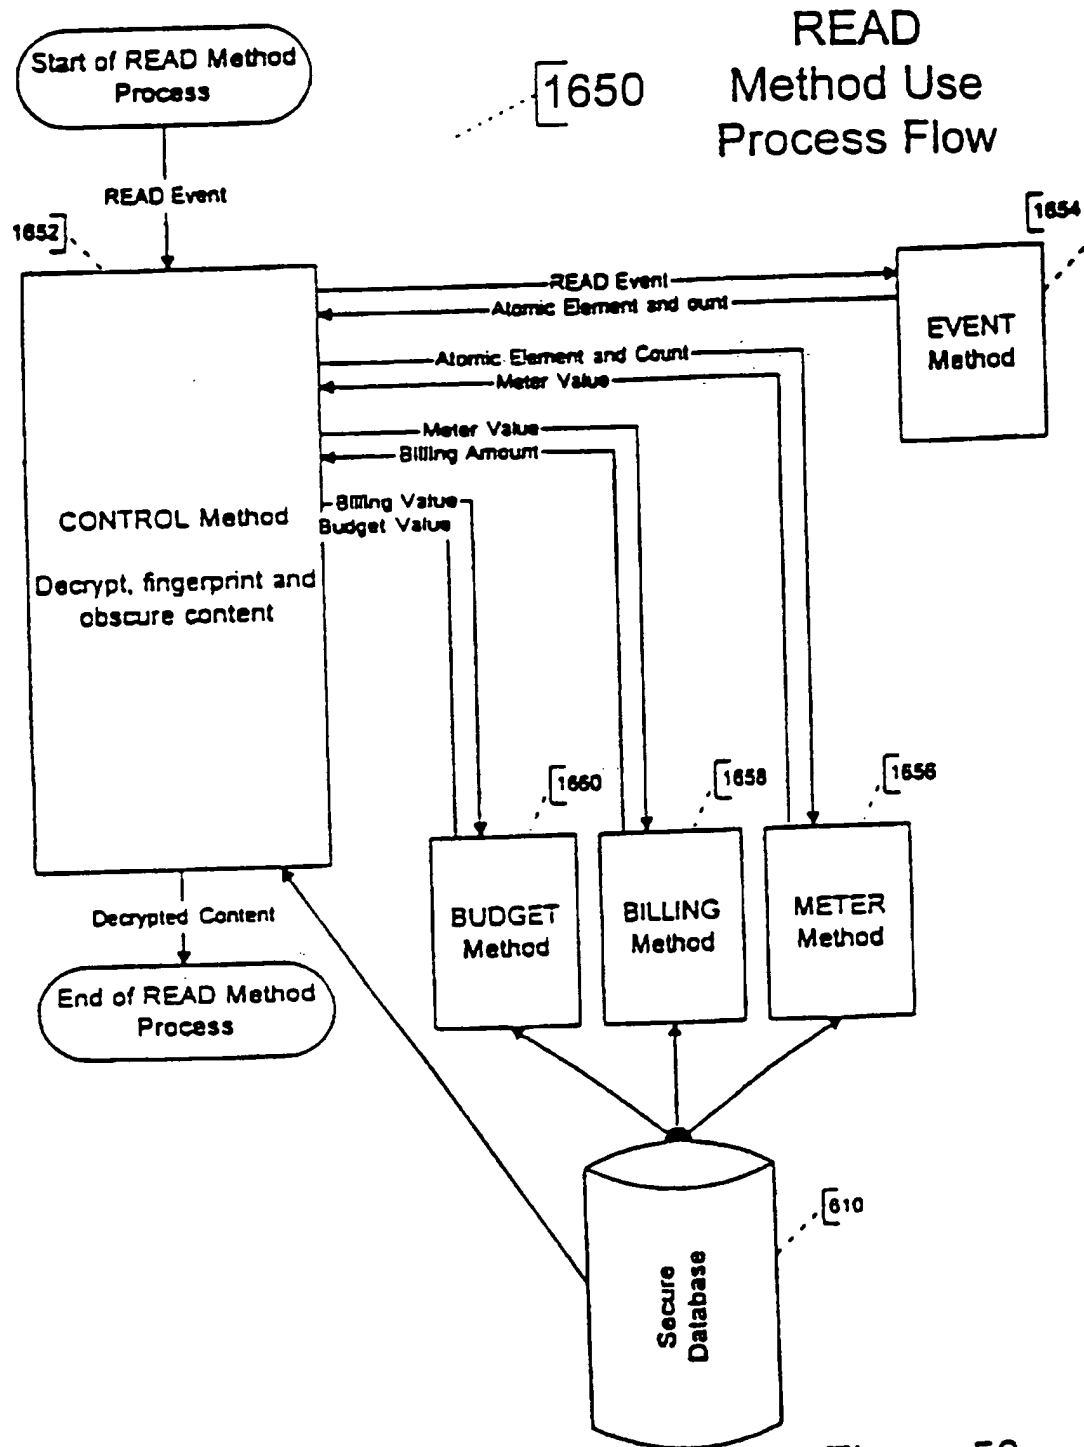 READ
Method Use
Process Flow
1650
Start of READ Method
Process
READ Event
1652
1654
READ Event
Atomic Element and ount
EVENT
Method
Atomic Element and Count
Meter Value
Meter Value
Billing Amount
Billing Value
Budget Value
CONTROL Method
Decrypt, fingerprint and
obscure content
1660
1658
1656
BUDGET
Method
BILLING
Method
METER
Method
Decrypted Content
End of READ Method
Process
610
Secure
Database